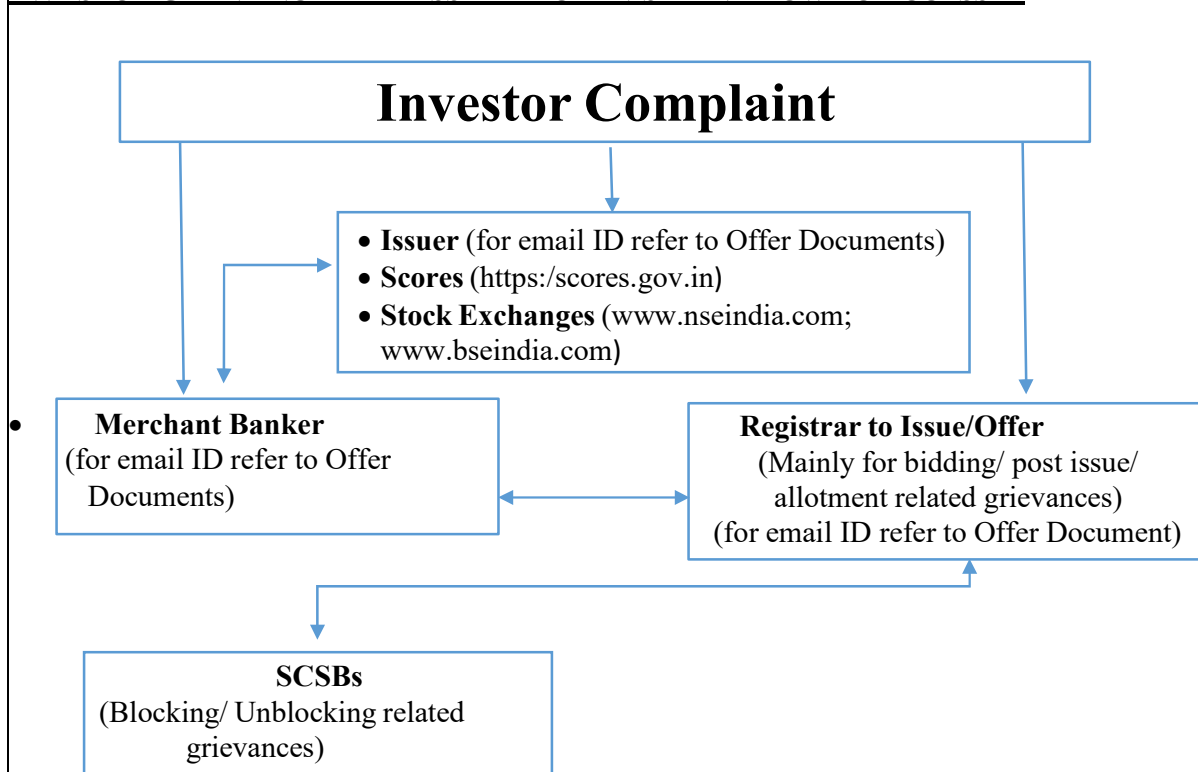 Investor Complaint
• Issuer (for email ID refer to Offer Documents)
• Scores (https:/scores.gov.in)
• Stock Exchanges (www.nseindia.com;
www.bseindia.com)
• Merchant Banker
(for email ID refer to Offer
Documents)
Registrar to Issue/Offer
(Mainly for bidding/ post issue/
allotment related grievances)
(for email ID refer to Offer Document)
SCSBs
(Blocking/ Unblocking related
grievances)